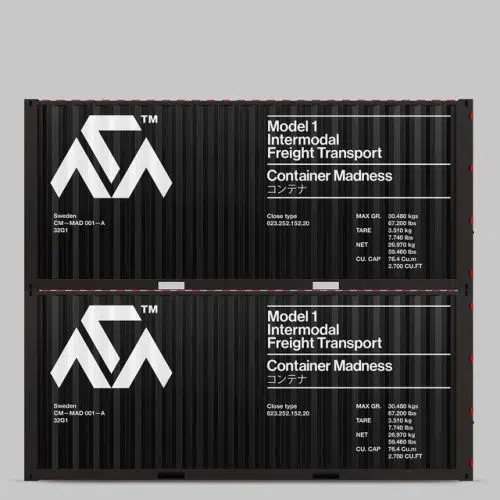 TM
Model 1
Intermodal
Freight Transport
Container Madness
コンテナ
Sweden
CM—MAD 001—A
32G1
Close type
623.252.152.20
MAX GR. 30.480 kgs
67.200 lbs
TARE 3.510 kg
7.740 lbs
NET 26.970 kg
59.460 lbs
CU. CAP 76.4 Cu.m
2.700 CU.FT
TM
Model 1
Intermodal
Freight Transport
Container Madness
コンテナ
Sweden
CM—MAD 001—A
32G1
Close type
623.252.152.20
MAX GR. 30.480 kgs
67.200 lbs
TARE 3.510 kg
7.740 lbs
NET 26.970 kg
59.460 lbs
CU. CAP 76.4 Cu.m
2.700 CU.FT